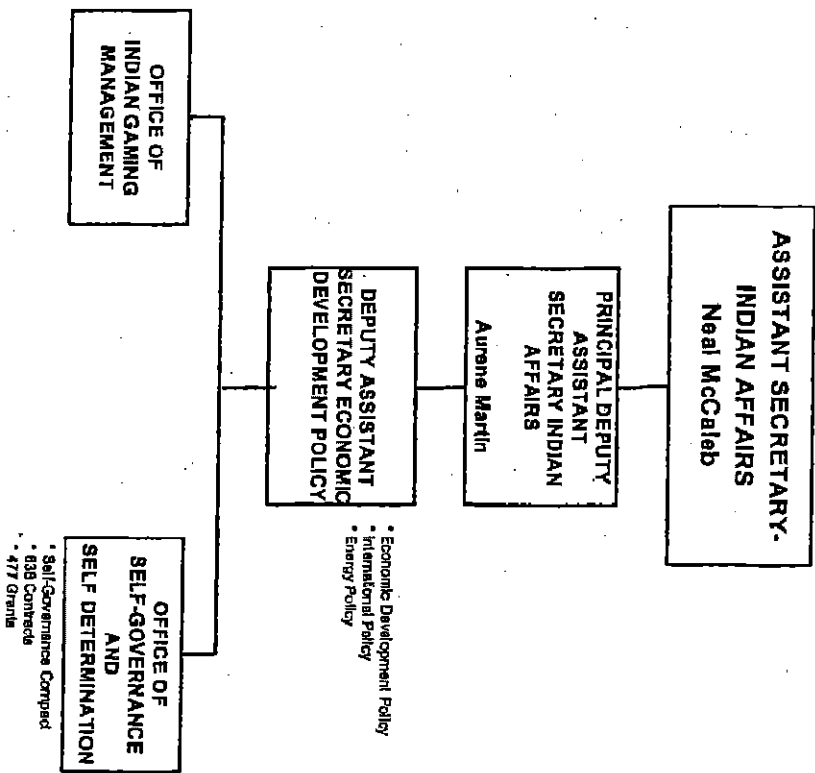 ASSISTANT SECRETARY-
INDIAN AFFAIRS
Neal McCaleb
PRINCIPAL DEPUTY
ASSISTANT
SECRETARY INDIAN
AFFAIRS
Aurene Martin
DEPUTY ASSISTANT
SECRETARY ECONOMIC
DEVELOPMENT POLICY
• Economic Development Policy
• International Policy
• Energy Policy
OFFICE OF
INDIAN GAMING
MANAGEMENT
OFFICE OF
SELF-GOVERNANCE
AND
SELF DETERMINATION
• Self-Governance Compact
• 638 Contracts
• 477 Grants